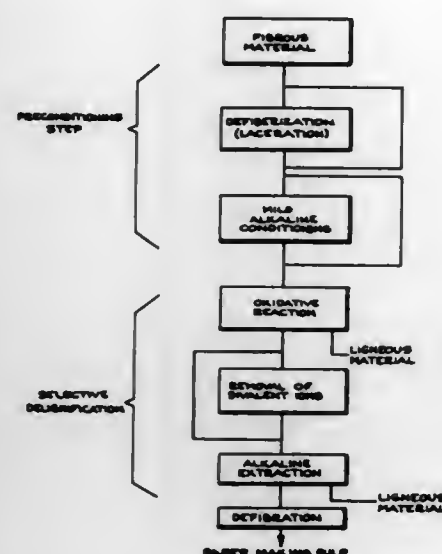 FIBROUS
MATERIAL
PRECONDITIONING
STEP
DEFIBERIZATION
(LACERATION)
MILD
ALKALINE
CONDITIONING
OXIDATIVE
REACTION
LIGNEOUS
MATERIAL
SELECTIVE
DELIGNIFICATION
REMOVAL OF
DIVALENT IONS
ALKALINE
EXTRACTION
LIGNEOUS
MATERIAL
DEFIBRATION
PAPER MAKING PULP